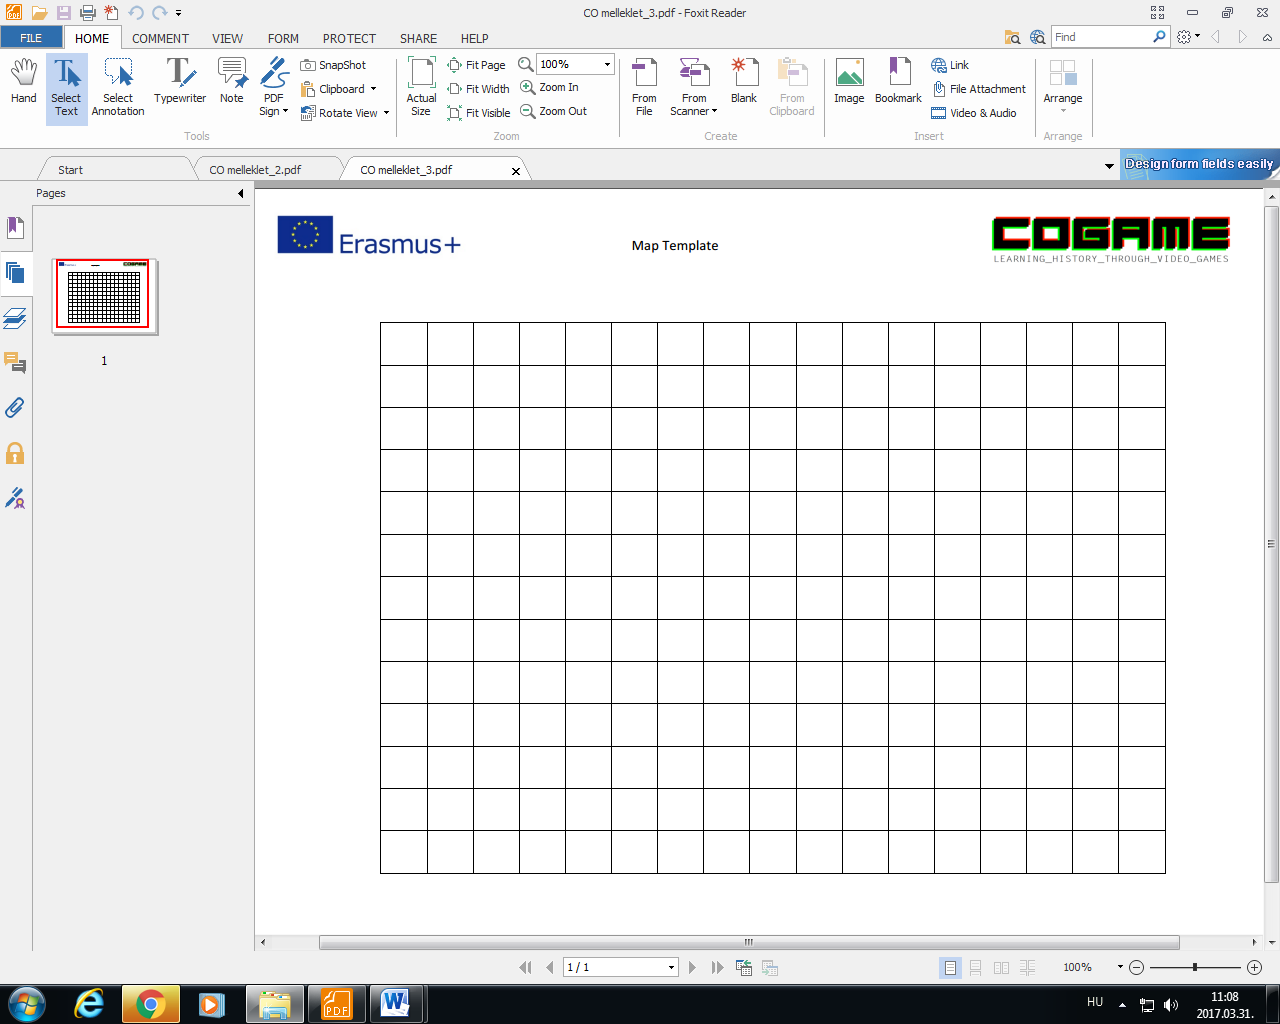 CO melleklet_3.pdf - Foxit Reader
FILE HOME COMMENT VIEW FORM PROTECT SHARE HELP Find
Hand
Select Text
Select Annotation
Typewriter
Note
PDF Sign
SnapShot
Clipboard
Rotate View
Tools
Actual Size
Fit Page
Fit Width
Fit Visible
100%
Zoom In
Zoom Out
Zoom
From File
From Scanner
Blank
From Clipboard
Create
Image
Bookmark
Link
File Attachment
Video & Audio
Insert
Arrange
Arrange
Start CO melleklet_2.pdf CO melleklet_3.pdf Design form fields easily
Pages
1
Erasmus+
Map Template
COGAME
LEARNING_HISTORY_THROUGH_VIDEO_GAMES
1 / 1 100%
PDF
HU 11:08
2017.03.31.